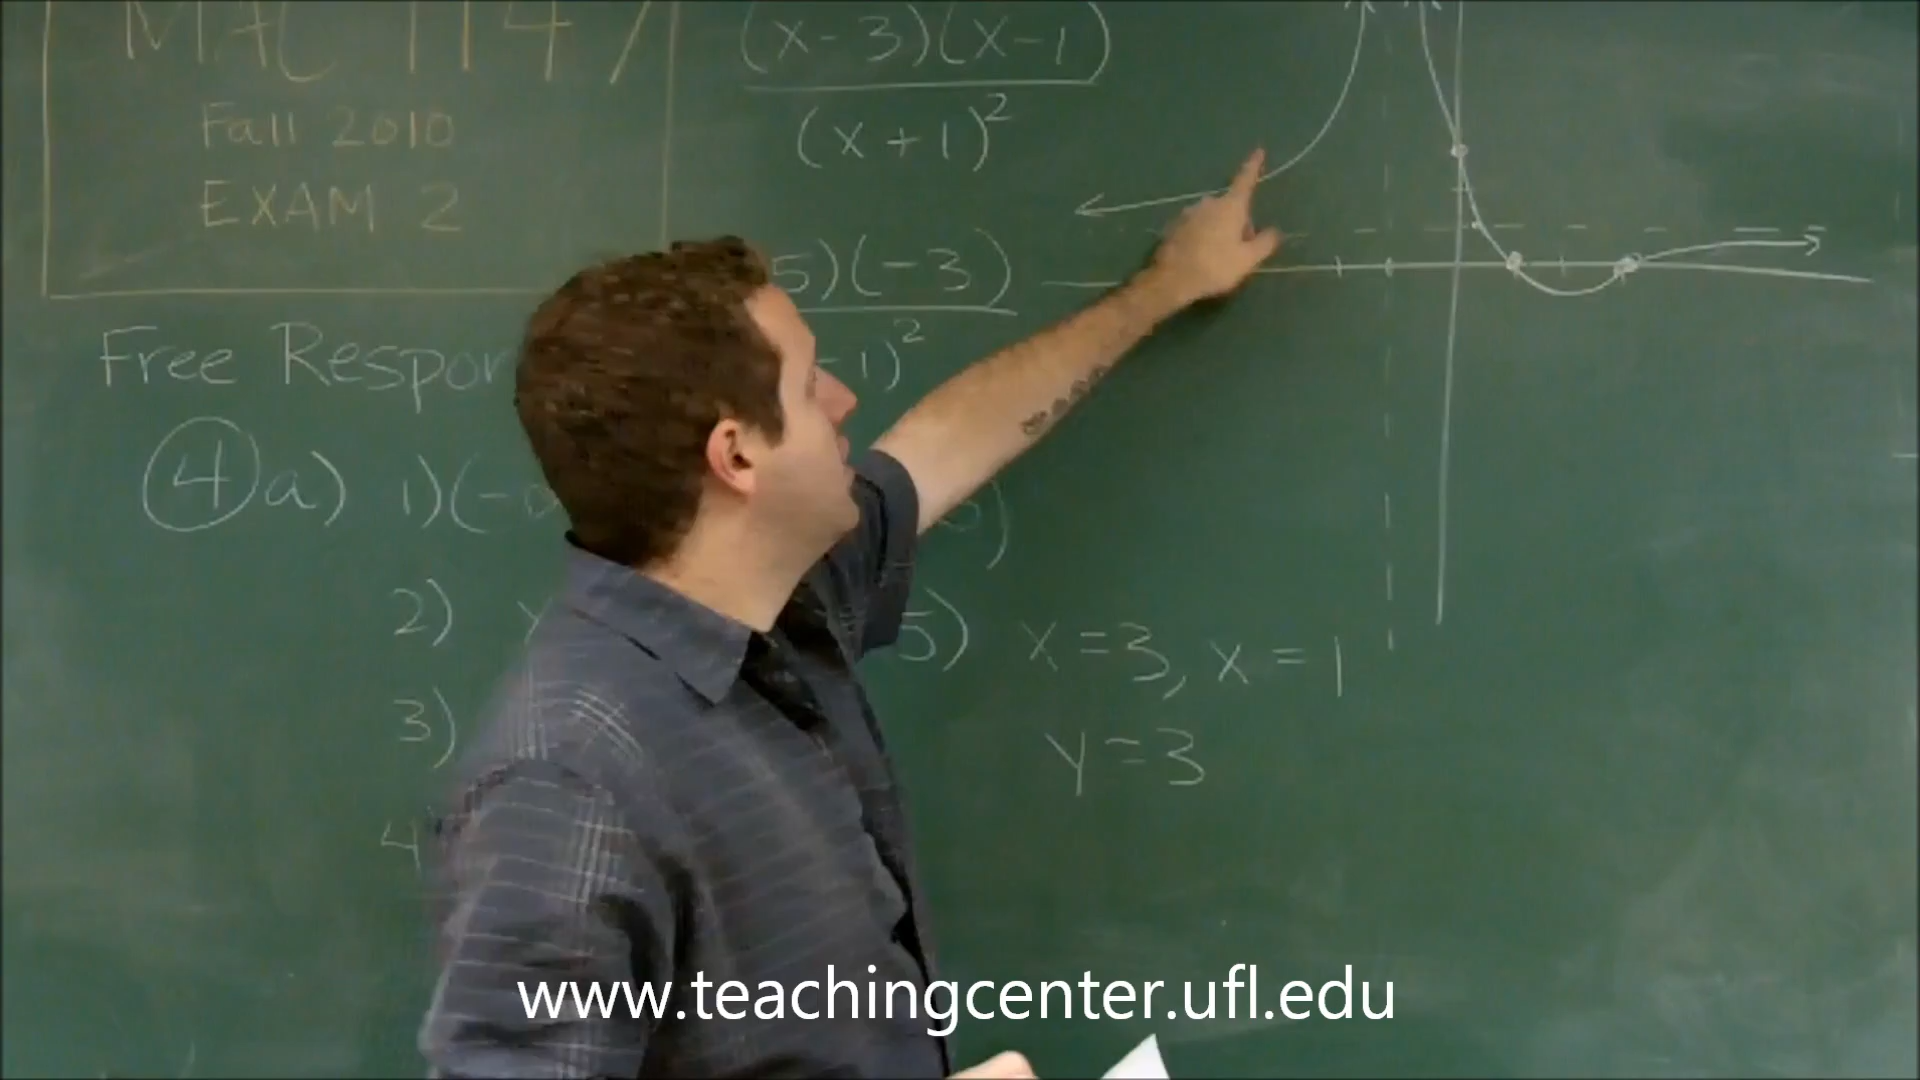 MAC 1147
Fall 2010
EXAM 2
(x-3)(x-1)
(x+1)²
5)(-3)
-1)²
Free Respon
4 a) 1)(-
2)
5) x=3, x=1
3)
y=3
4
www.teachingcenter.ufl.edu